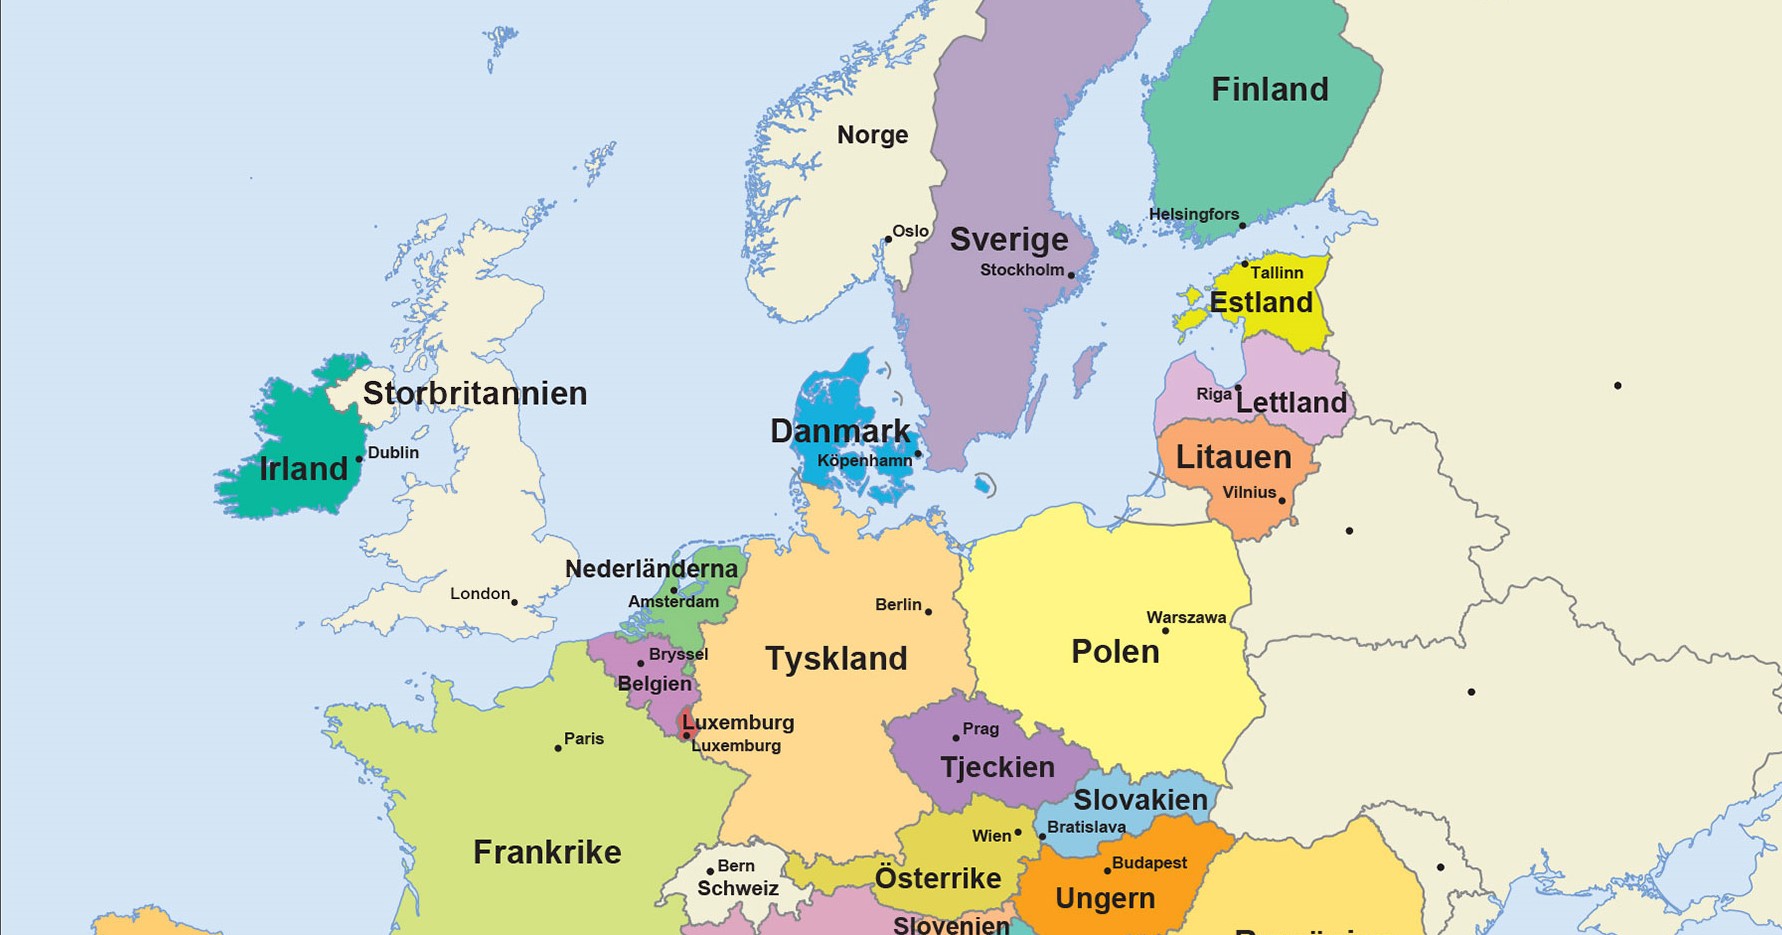 Finland
Norge
Helsingfors
Oslo
Sverige
Stockholm
Tallinn
Estland
Storbritannien
Riga
Lettland
Danmark
Köpenhamn
Dublin
Irland
Litauen
Vilnius
Nederländerna
Amsterdam
London
Berlin
Warszawa
Polen
Bryssel
Belgien
Tyskland
Luxemburg
Luxemburg
Paris
Prag
Tjeckien
Slovakien
Bratislava
Wien
Frankrike
Bern
Schweiz
Österrike
Budapest
Ungern
Slovenien